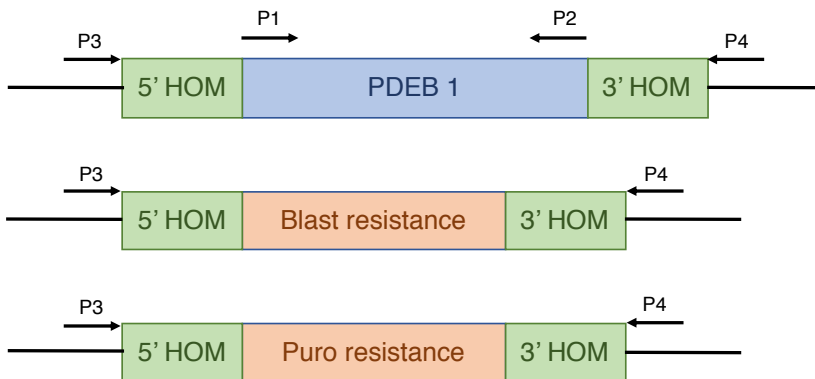 P1 P2
P3 P4
5’ HOM PDEB 1 3’ HOM
P3 P4
5’ HOM Blast resistance 3’ HOM
P3 P4
5’ HOM Puro resistance 3’ HOM